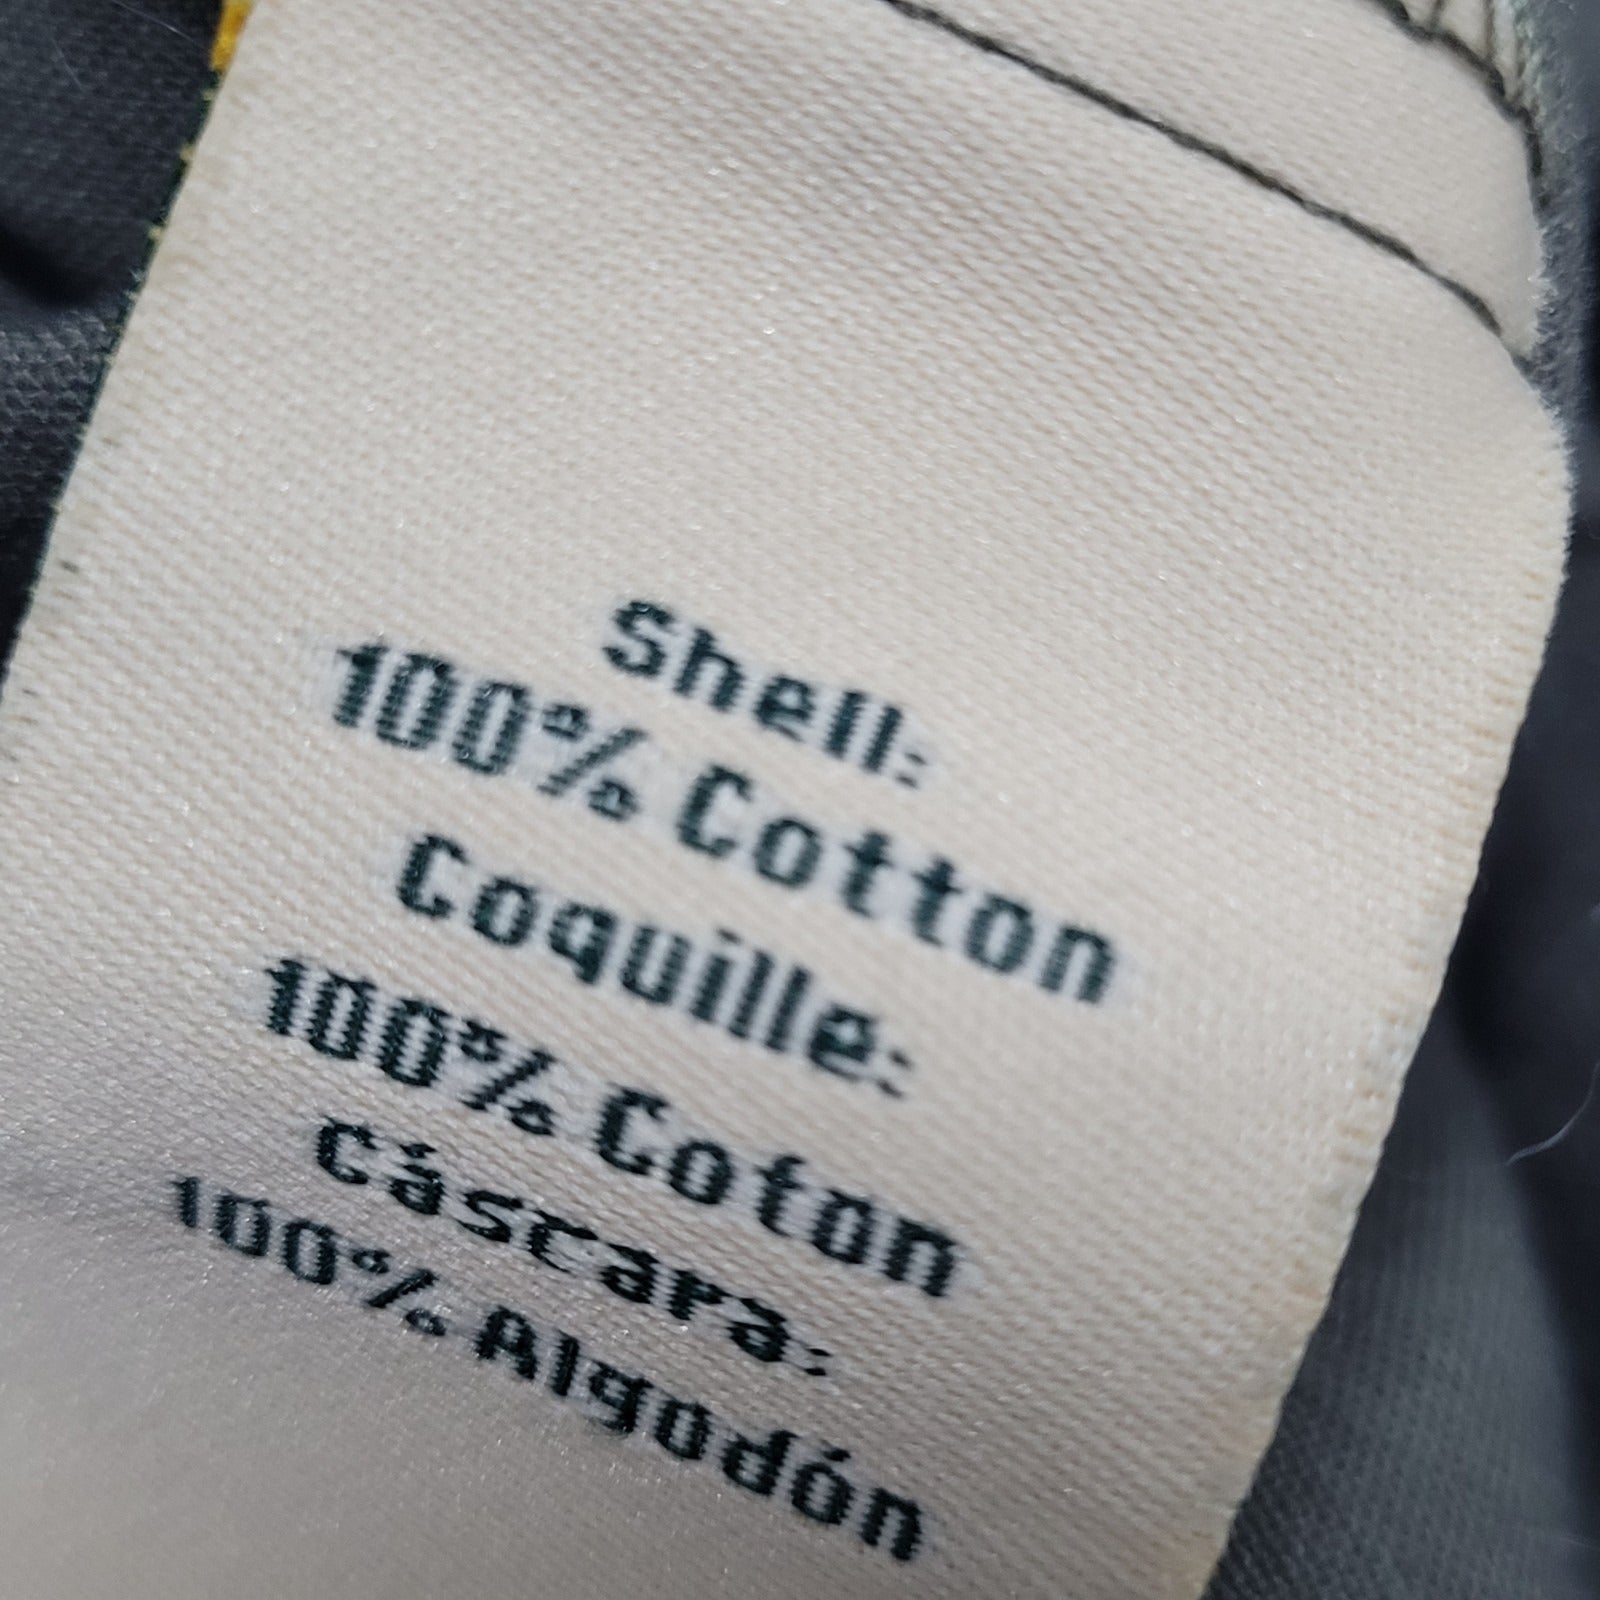 Shell:
100% Cotton
Coquille:
100% Coton
Cáscara:
100% Algodón